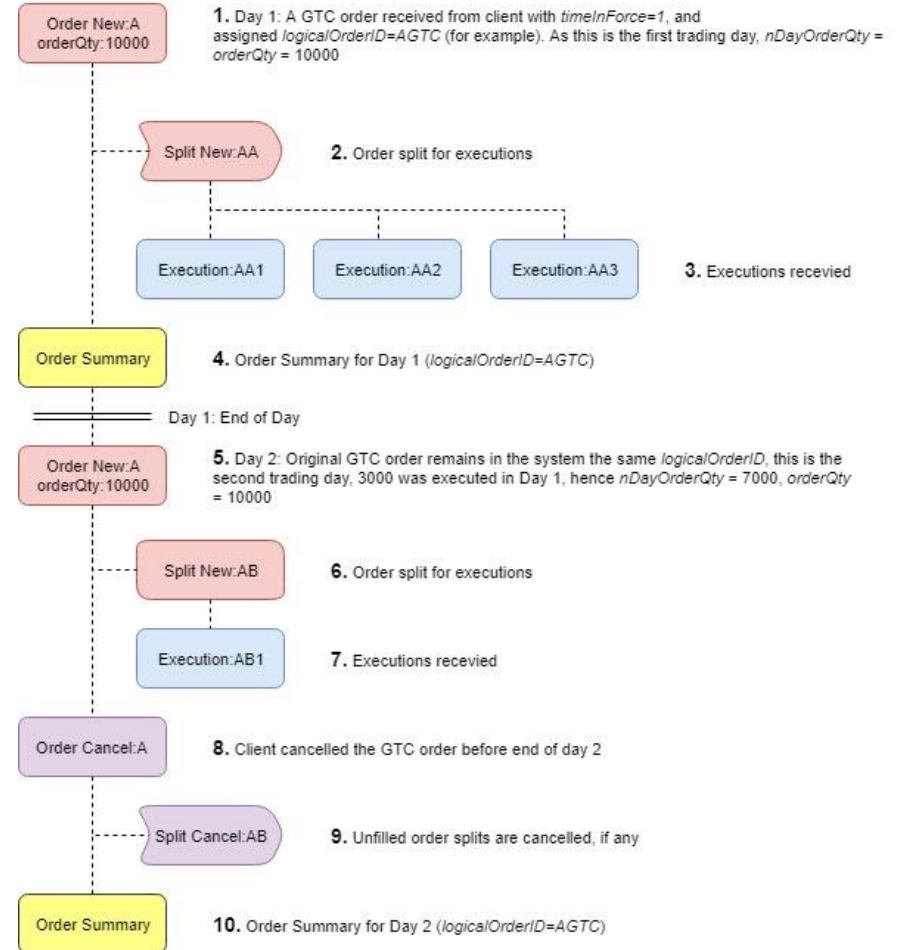 Order New:A
orderQty:10000
1. Day 1: A GTC order received from client with timeInForce=1, and
assigned logicalOrderID=AGTC (for example). As this is the first trading day, nDayOrderQty =
orderQty = 10000
Split New:AA
2. Order split for executions
Execution:AA1
Execution:AA2
Execution:AA3
3. Executions recevied
Order Summary
4. Order Summary for Day 1 (logicalOrderID=AGTC)
Day 1: End of Day
Order New:A
orderQty:10000
5. Day 2: Original GTC order remains in the system the same logicalOrderID, this is the
second trading day, 3000 was executed in Day 1, hence nDayOrderQty = 7000, orderQty
= 10000
Split New:AB
6. Order split for executions
Execution:AB1
7. Executions recevied
Order Cancel:A
8. Client cancelled the GTC order before end of day 2
Split Cancel:AB
9. Unfilled order splits are cancelled, if any
Order Summary
10. Order Summary for Day 2 (logicalOrderID=AGTC)